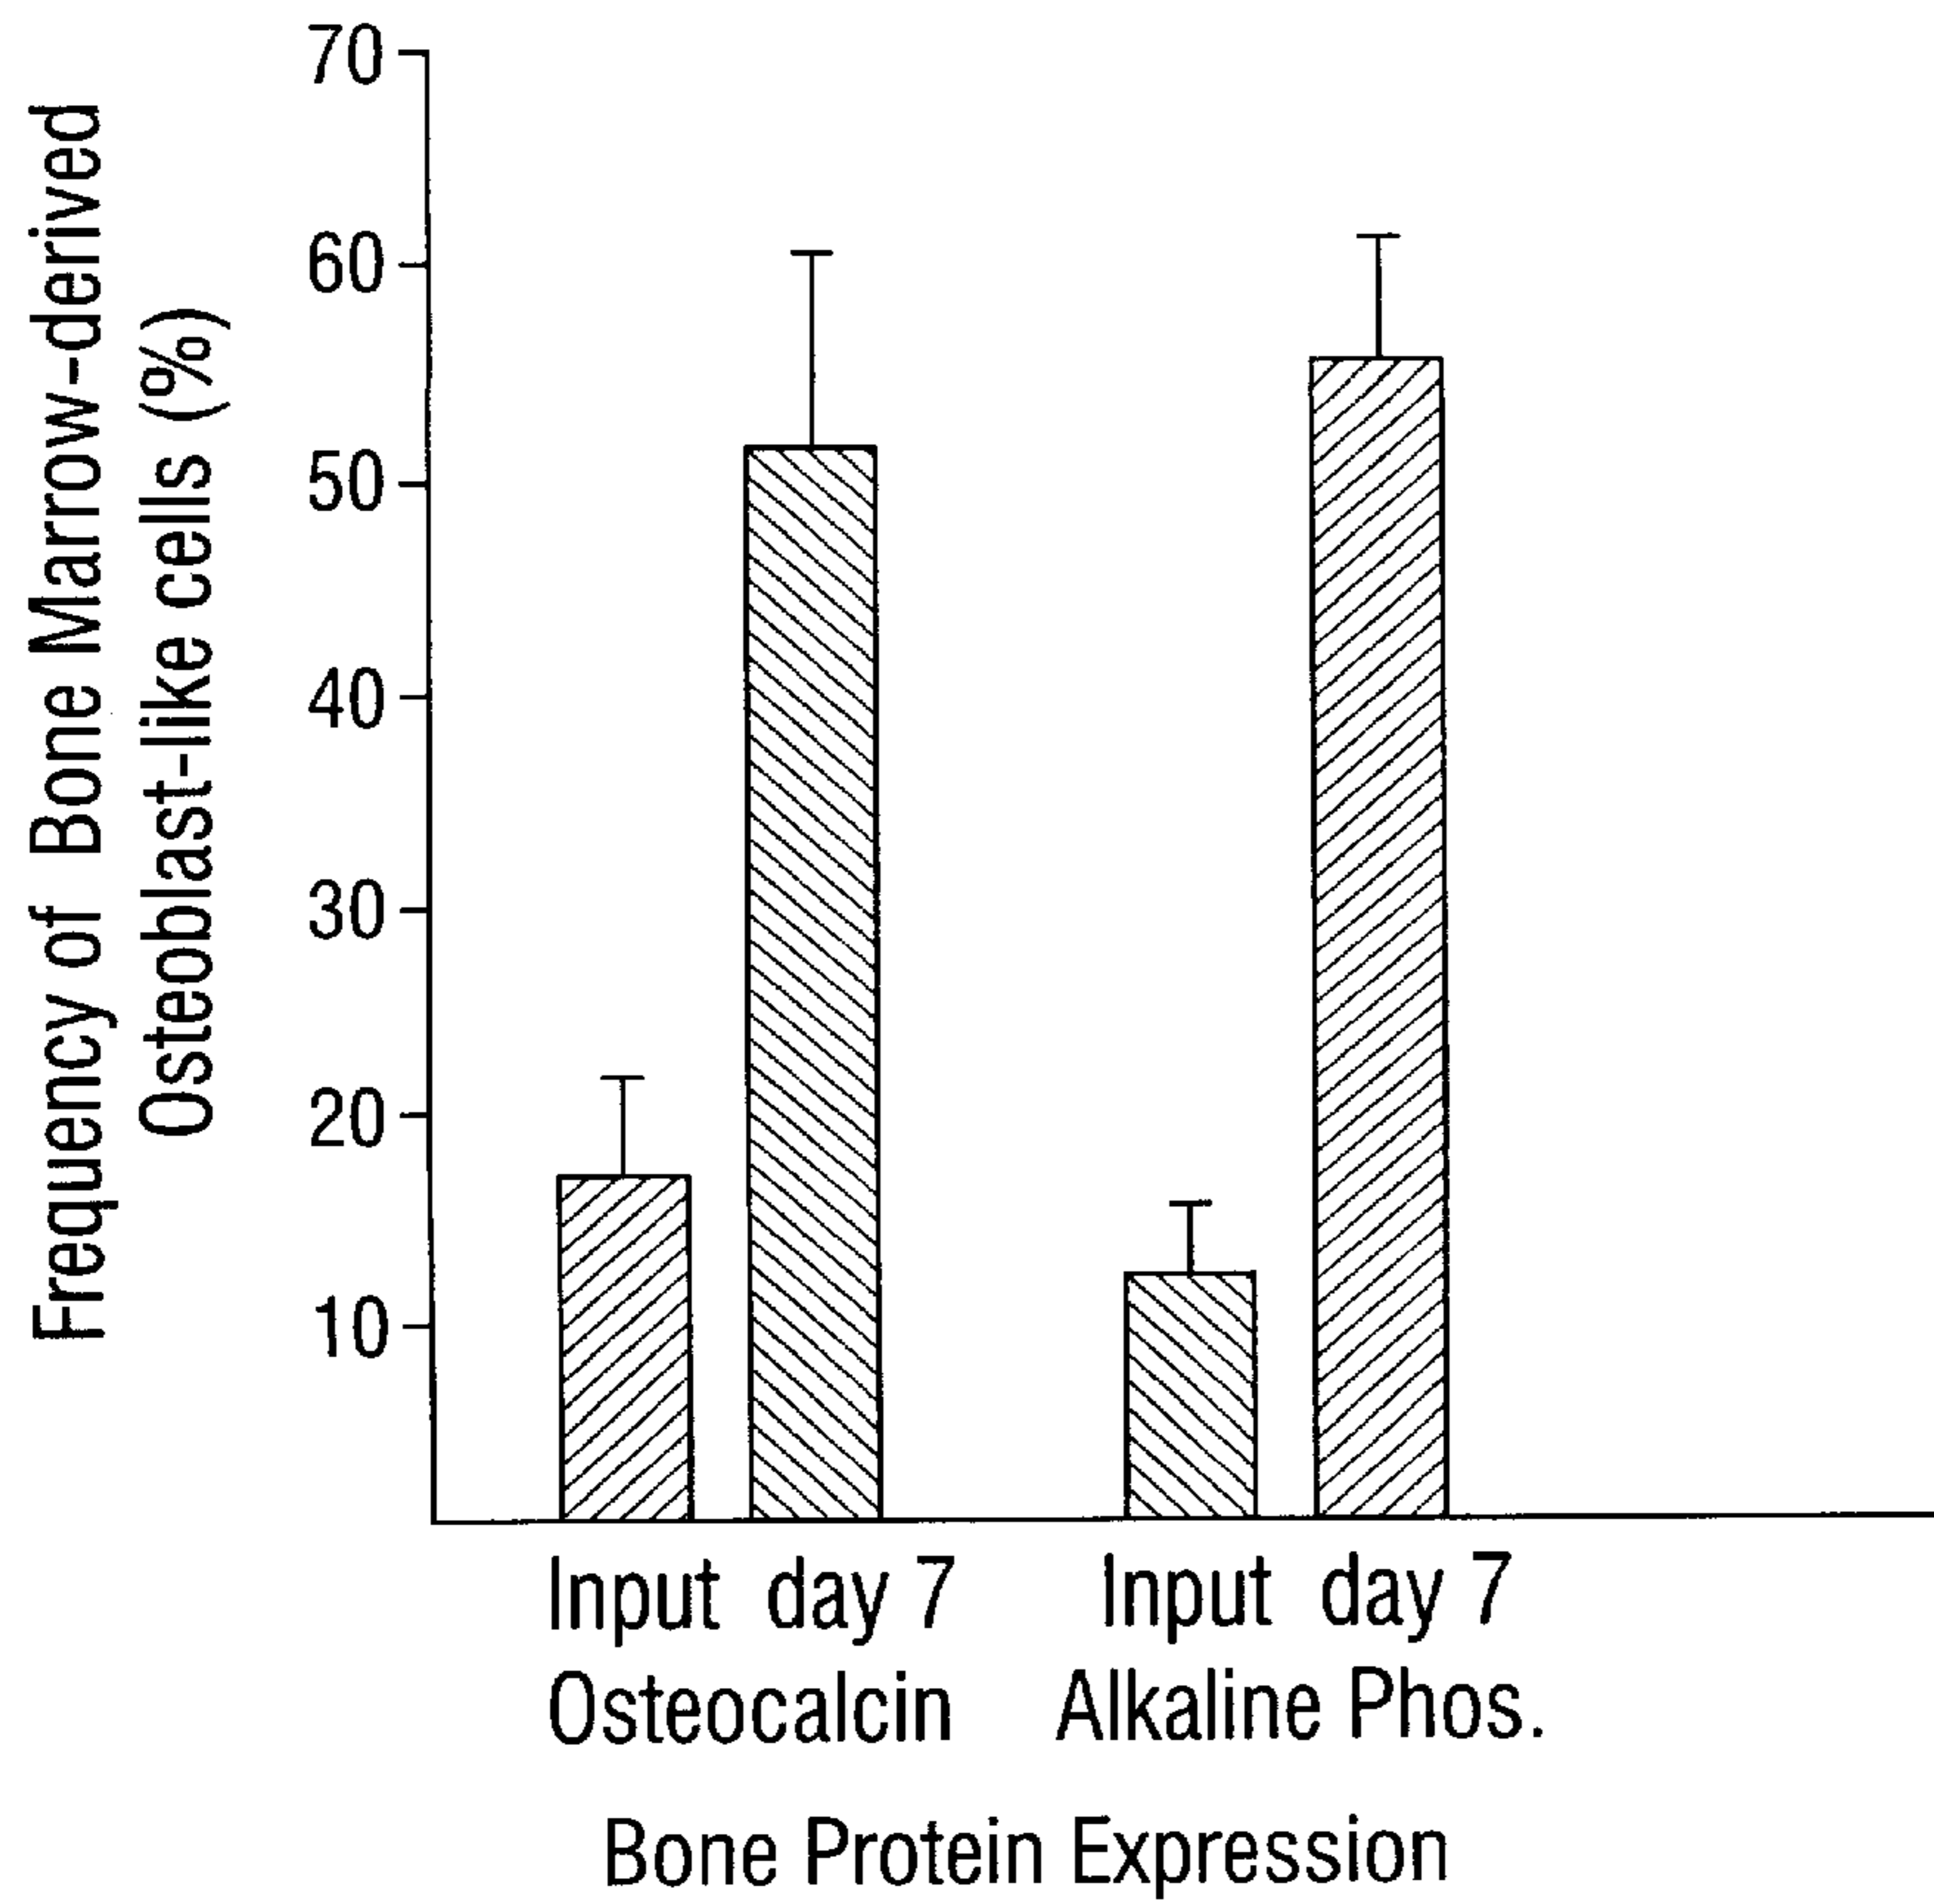 Frequency of Bone Marrow-derived
Osteoblast-like cells (%)
70
60
50
40
30
20
10
Input day 7 Input day 7
Osteocalcin Alkaline Phos.
Bone Protein Expression